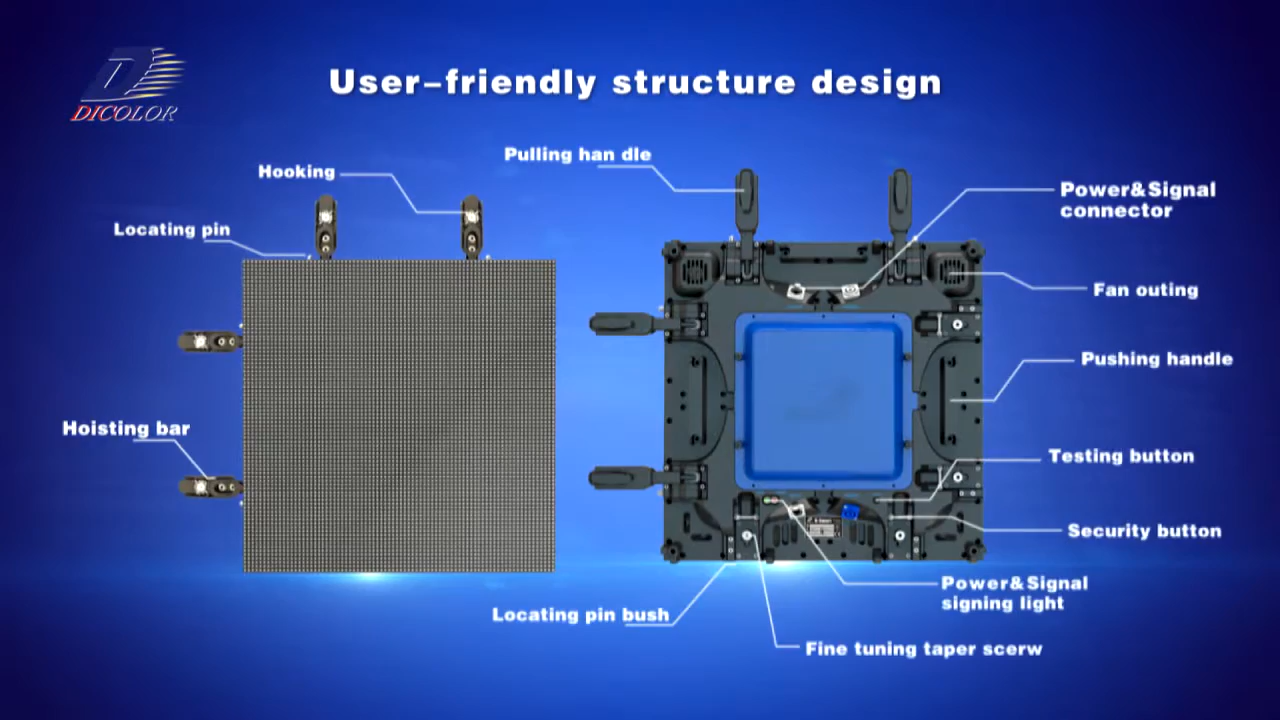 DICOLOR
User-friendly structure design
Pulling han dle
Hooking
Power&Signal
connector
Locating pin
Fan outing
Pushing handle
Hoisting bar
Testing button
Security button
Power&Signal
signing light
Locating pin bush
Fine tuning taper scerw